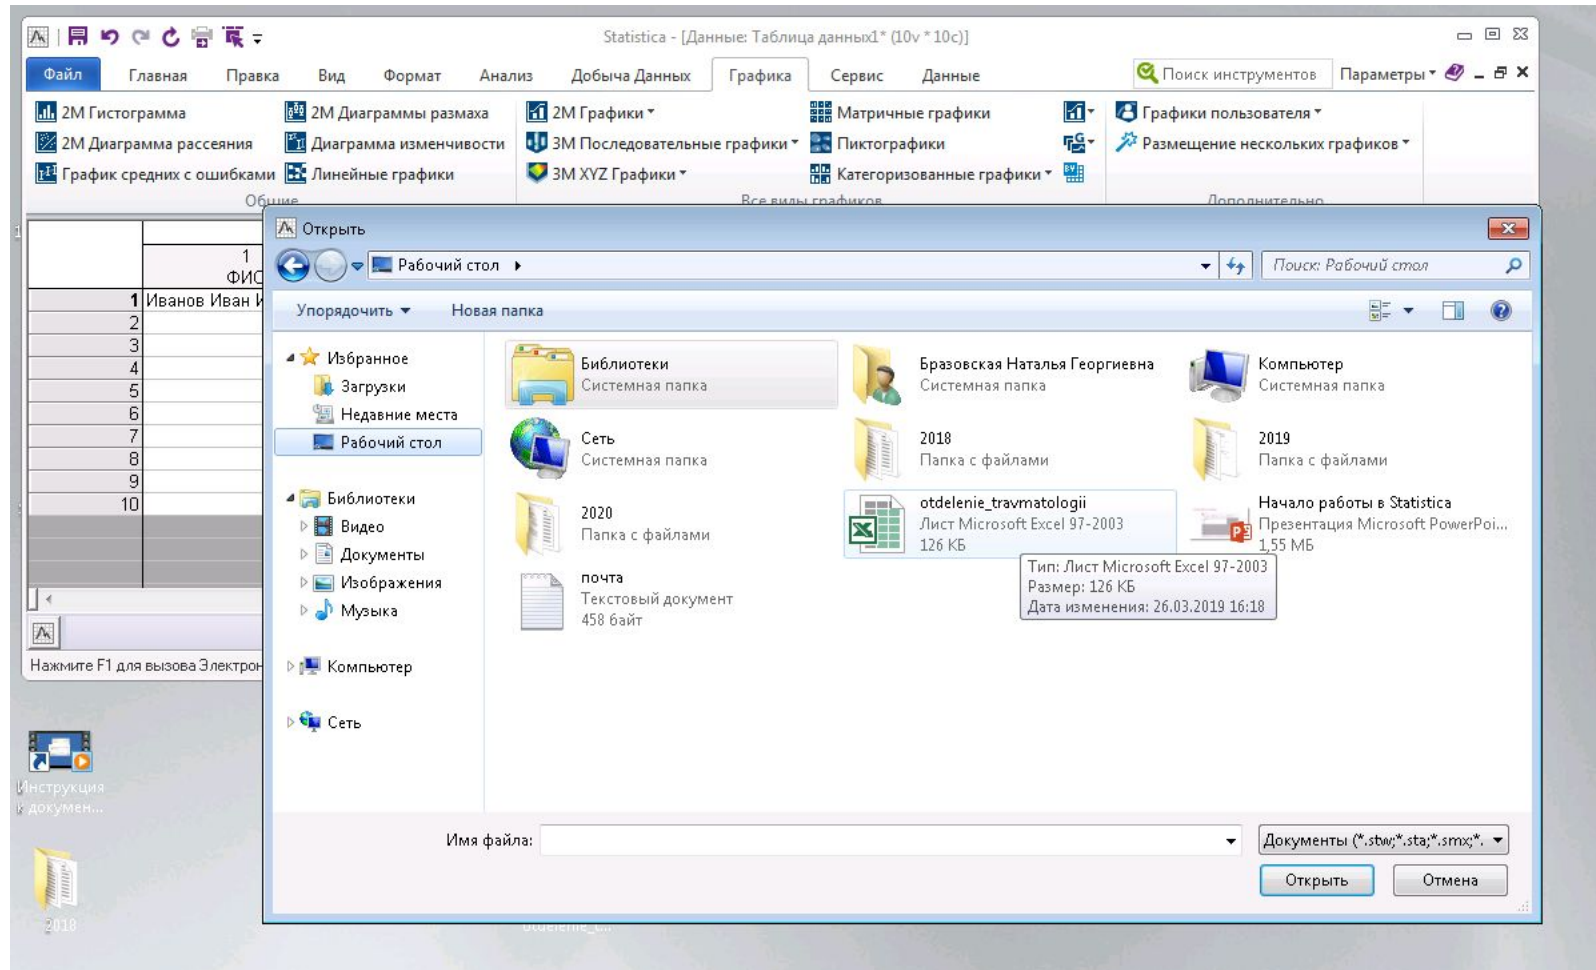 Statistica - [Данные: Таблица данных1* (10v * 10c)]
Файл Главная Правка Вид Формат Анализ Добыча Данных Графика Сервис Данные Поиск инструментов Параметры
2М Гистограмма 2М Диаграммы размаха 2М Графики Матричные графики Графики пользователя
2М Диаграмма рассеяния Диаграмма изменчивости 3М Последовательные графики Пиктографики Размещение нескольких графиков
График средних с ошибками Линейные графики 3М XYZ Графики Категоризованные графики
Общие Все виды графиков Дополнительно
Открыть
1
ФИО
Рабочий стол Поиск: Рабочий стол
1 Иванов Иван И
2
3
4
5
6
7
8
9
10
Упорядочить Новая папка
Избранное
Загрузки
Недавние места
Рабочий стол
Библиотеки
Видео
Документы
Изображения
Музыка
Компьютер
Сеть
Библиотеки
Системная папка
Бразовская Наталья Георгиевна
Системная папка
Компьютер
Системная папка
Сеть
Системная папка
2018
Папка с файлами
2019
Папка с файлами
2020
Папка с файлами
otdelenie_travmatologii
Лист Microsoft Excel 97-2003
126 КБ
Начало работы в Statistica
Презентация Microsoft PowerPoi...
1,55 МБ
почта
Текстовый документ
458 байт
Тип: Лист Microsoft Excel 97-2003
Размер: 126 КБ
Дата изменения: 26.03.2019 16:18
Нажмите F1 для вызова Электрон
Имя файла: Документы (*.stw;*.sta;*.smx;*.
Открыть Отмена
Инструкция
к докумен...
2018